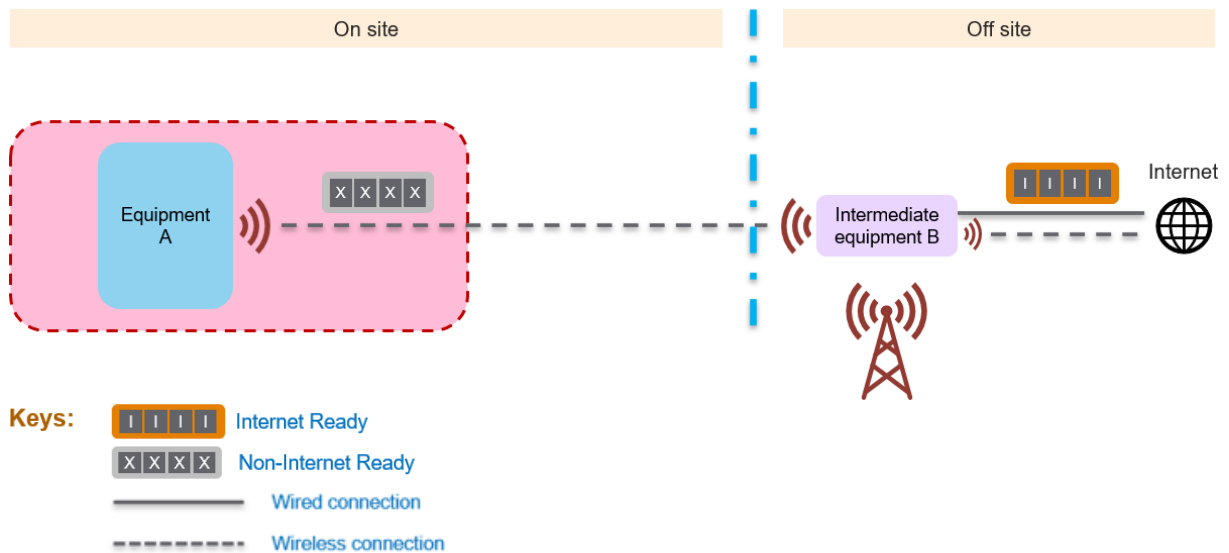 On site
Off site
X X X X
I I I I
Internet
Equipment
A
Intermediate
equipment B
Keys:
I I I I Internet Ready
X X X X Non-Internet Ready
Wired connection
Wireless connection